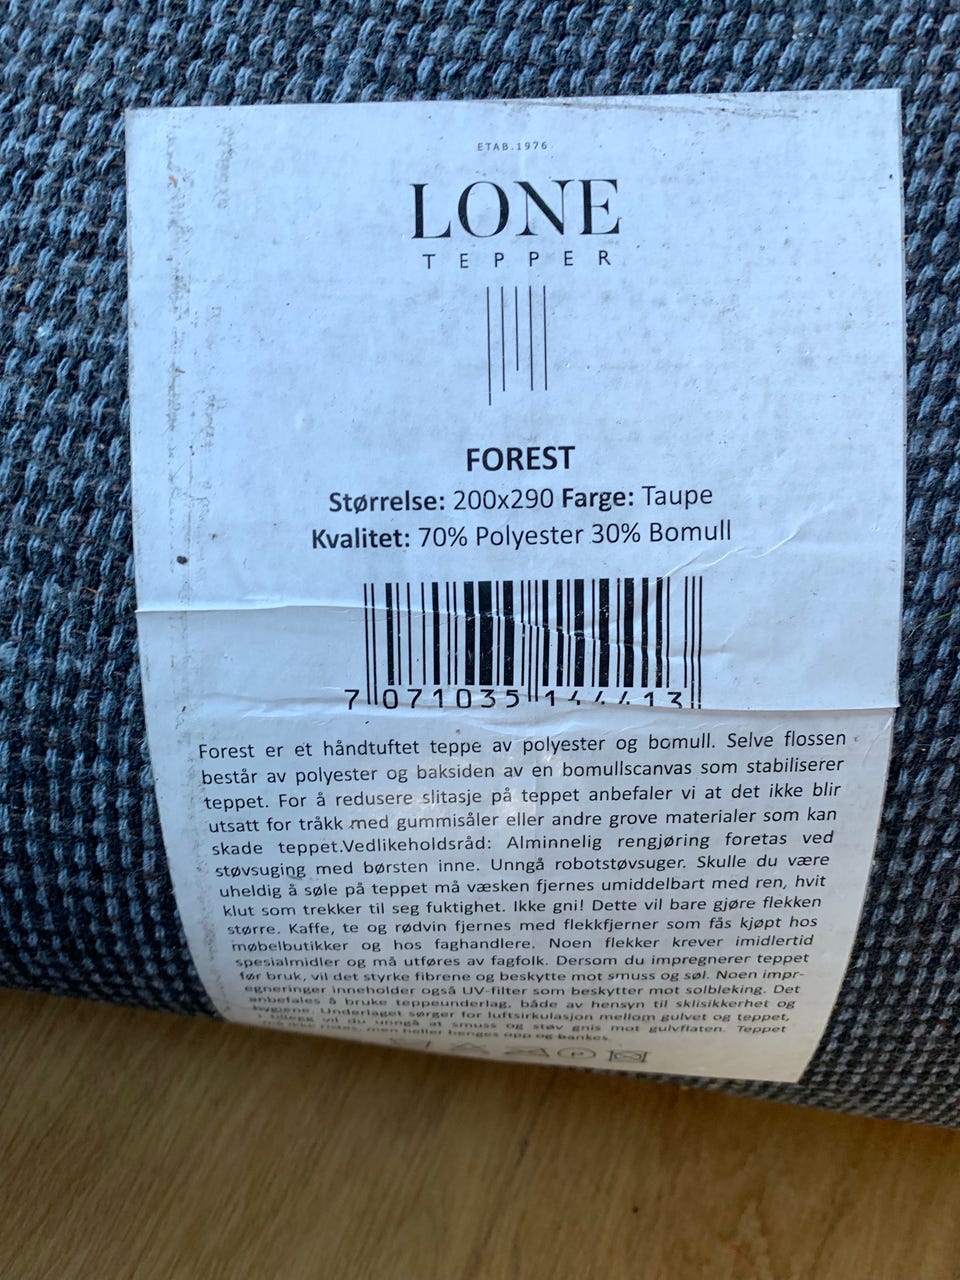 ETAB.1976
LONE
TEPPER
FOREST
Størrelse: 200x290 Farge: Taupe
Kvalitet: 70% Polyester 30% Bomull
7 071035 144413
Forest er et håndtuftet teppe av polyester og bomull. Selve flossen
består av polyester og baksiden av en bomullscanvas som stabiliserer
teppet. For å redusere slitasje på teppet anbefaler vi at det ikke blir
utsatt for tråkk med gummisåler eller andre grove materialer som kan
skade teppet.Vedlikeholdsråd: Alminnelig rengjøring foretas ved
støvsuging med børsten inne. Unngå robotstøvsuger. Skulle du være
uheldig å søle på teppet må væsken fjernes umiddelbart med ren, hvit
klut som trekker til seg fuktighet. Ikke gni! Dette vil bare gjøre flekken
større. Kaffe, te og rødvin fjernes med flekkfjerner som fås kjøpt hos
møbelbutikker og hos faghandlere. Noen flekker krever imidlertid
spesialmidler og må utføres av fagfolk. Dersom du impregnerer teppet
før bruk, vil det styrke fibrene og beskytte mot smuss og søl. Noen impr-
egneringer inneholder også UV-filter som beskytter mot solbleking. Det
anbefales å bruke teppeunderlag, både av hensyn til sklisikkerhet og
hygiene. Underlaget sørger for luftsirkulasjon mellom gulvet og teppet,
i tillegg vil du unngå at smuss og støv gnis mot gulvflaten. Teppet
må ikke ristes, men heller henges opp og bankes.
P